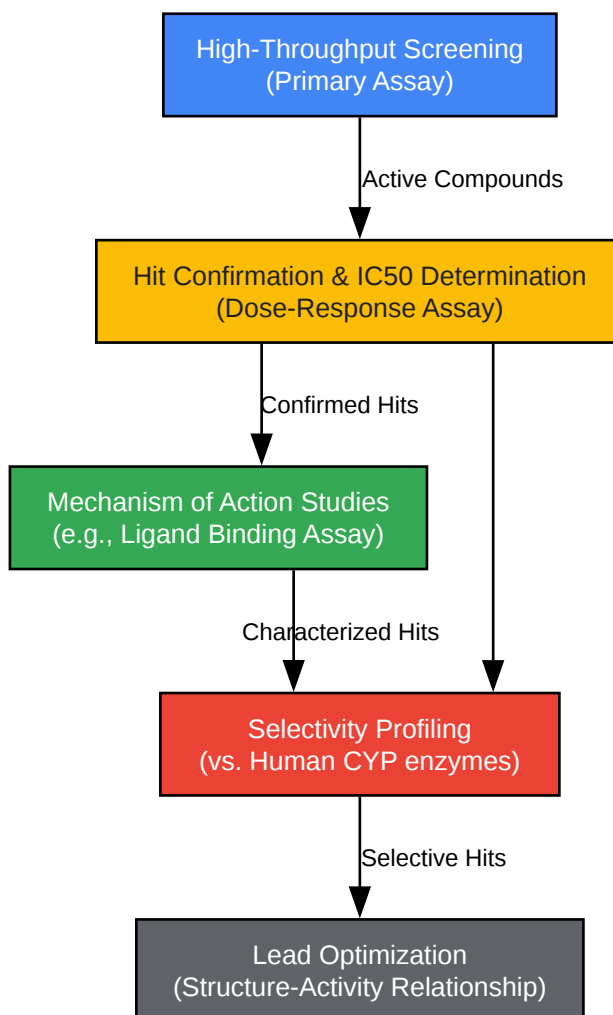 High-Throughput Screening
(Primary Assay)
Active Compounds
Hit Confirmation & IC50 Determination
(Dose-Response Assay)
Confirmed Hits
Mechanism of Action Studies
(e.g., Ligand Binding Assay)
Characterized Hits
Selectivity Profiling
(vs. Human CYP enzymes)
Selective Hits
Lead Optimization
(Structure-Activity Relationship)